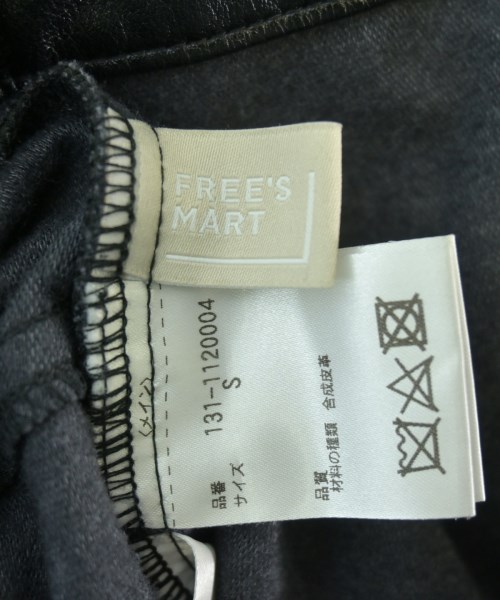 FREE'S
MART
〈メイン〉
品番 131-1120004
サイズ S
品質
材料の種類 合成皮革